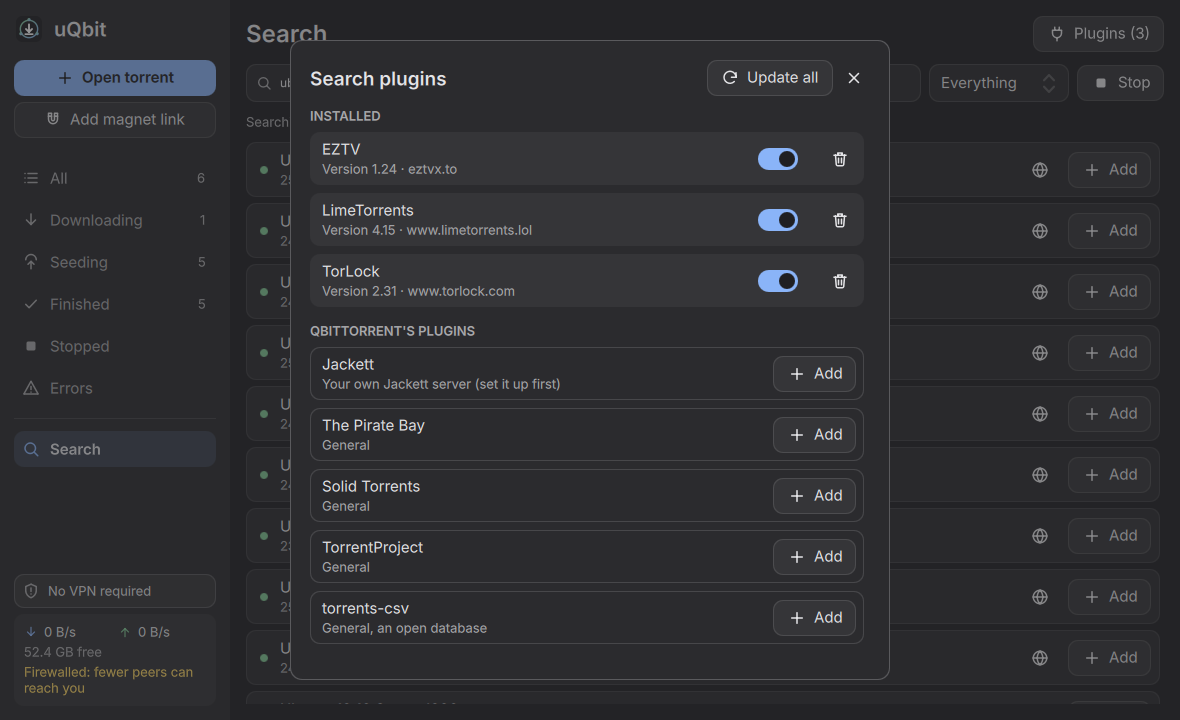 uQbit
Open torrent
Add magnet link
All 6
Downloading 1
Seeding 5
Finished 5
Stopped
Errors
Search
No VPN required
0 B/s 0 B/s
52.4 GB free
Firewalled: fewer peers can
reach you
Search
Plugins (3)
Everything
Stop
Search
Search plugins
Update all
INSTALLED
EZTV
Version 1.24 · eztvx.to
LimeTorrents
Version 4.15 · www.limetorrents.lol
TorLock
Version 2.31 · www.torlock.com
QBITTORRENT'S PLUGINS
Jackett
Your own Jackett server (set it up first)
Add
The Pirate Bay
General
Add
Solid Torrents
General
Add
TorrentProject
General
Add
torrents-csv
General, an open database
Add
Add
Add
Add
Add
Add
Add
Add
Add
Add